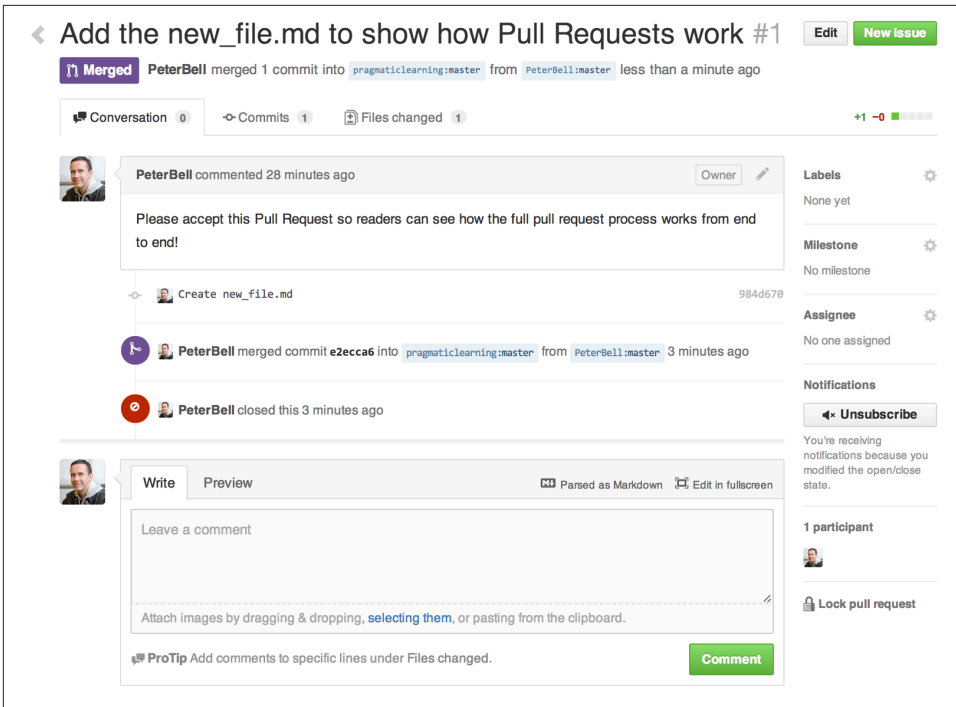 Add the new_file.md to show how Pull Requests work #1
Edit
New issue
Merged PeterBell merged 1 commit into pragmaticlearning:master from PeterBell:master less than a minute ago
Conversation 0
Commits 1
Files changed 1
+1 −0
PeterBell commented 28 minutes ago
Owner
Please accept this Pull Request so readers can see how the full pull request process works from end
to end!
Create new_file.md 984d670
PeterBell merged commit e2ecca6 into pragmaticlearning:master from PeterBell:master 3 minutes ago
PeterBell closed this 3 minutes ago
Labels
None yet
Milestone
No milestone
Assignee
No one assigned
Notifications
Unsubscribe
You're receiving
notifications because you
modified the open/close
state.
1 participant
Lock pull request
Write
Preview
Parsed as Markdown
Edit in fullscreen
Leave a comment
Attach images by dragging & dropping, selecting them, or pasting from the clipboard.
ProTip Add comments to specific lines under Files changed.
Comment